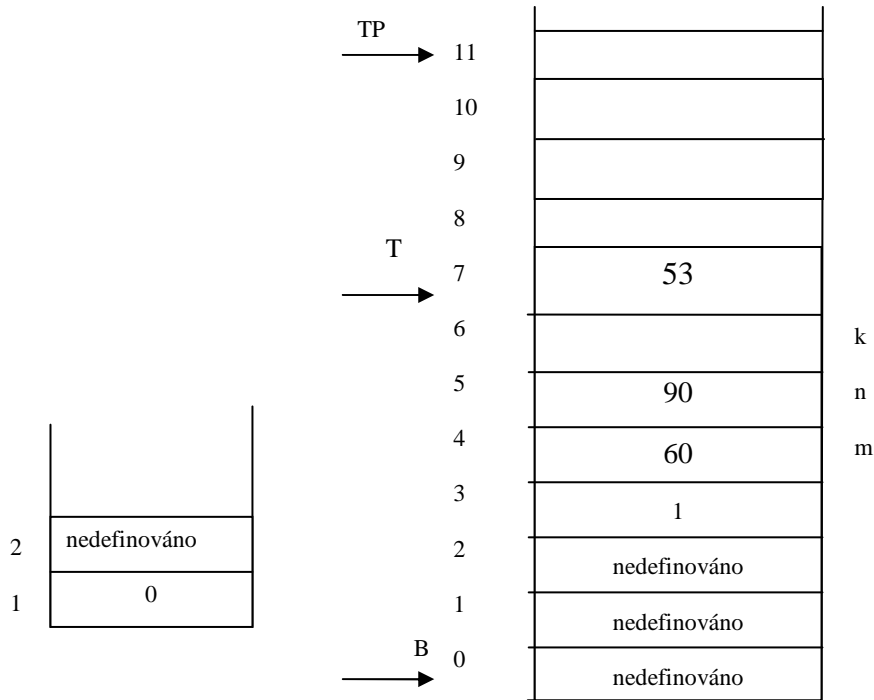 TP
11
10
9
8
T
7 53
6 k
5 90 n
4 60 m
3 1
2 nedefinováno
1 nedefinováno
B
0 nedefinováno
2 nedefinováno
1 0